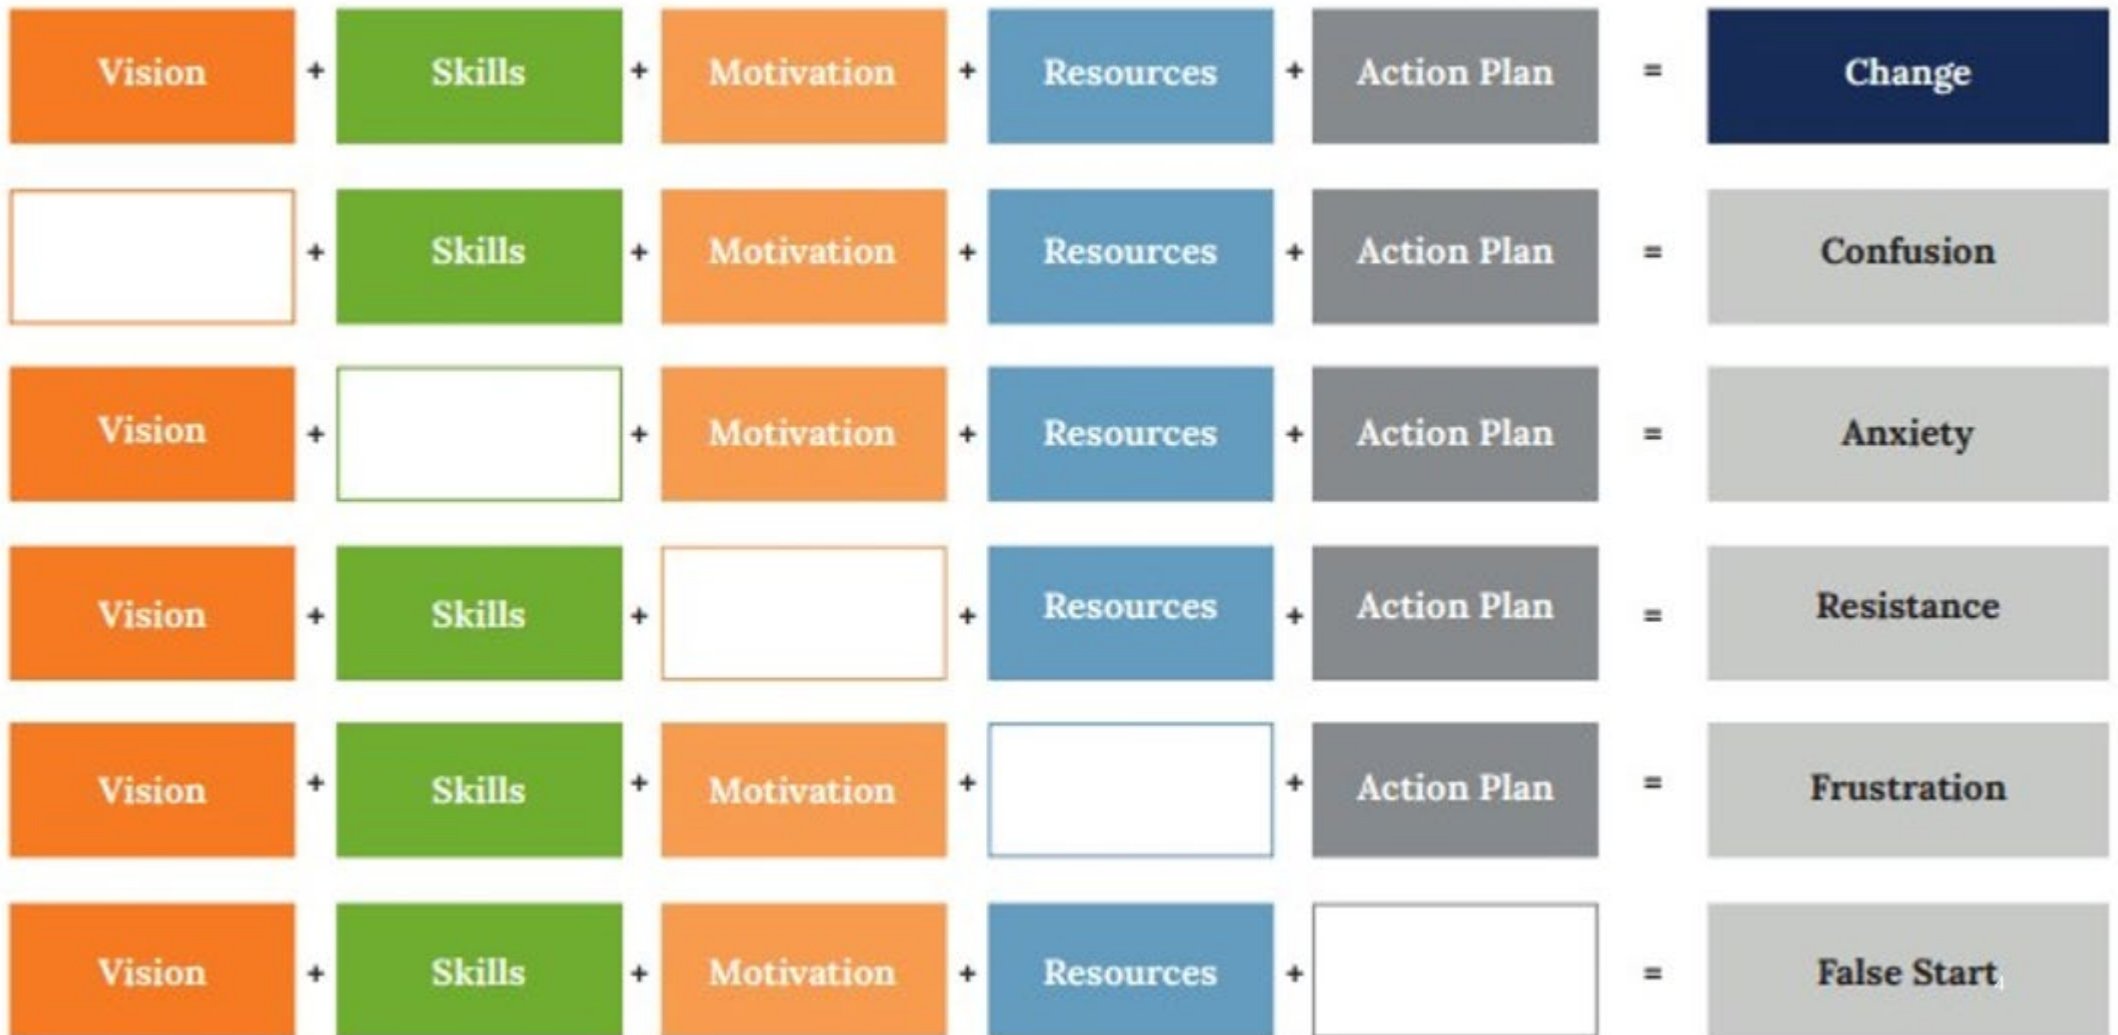 Vision + Skills + Motivation + Resources + Action Plan = Change
+ Skills + Motivation + Resources + Action Plan = Confusion
Vision + + Motivation + Resources + Action Plan = Anxiety
Vision + Skills + + Resources + Action Plan = Resistance
Vision + Skills + Motivation + + Action Plan = Frustration
Vision + Skills + Motivation + Resources + = False Start